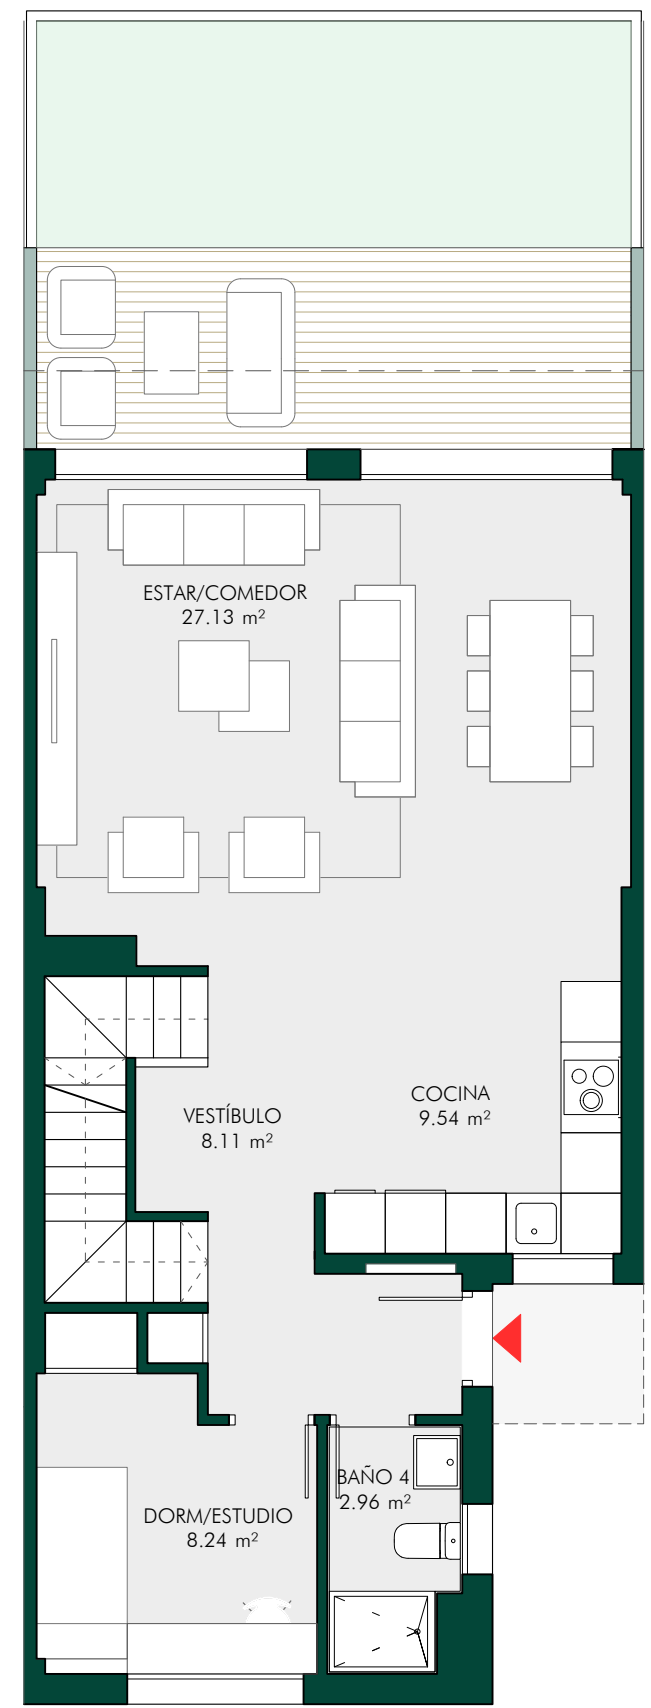 ESTAR/COMEDOR
27.13 m²
COCINA
9.54 m²
VESTÍBULO
8.11 m²
BAÑO 4
2.96 m²
DORM/ESTUDIO
8.24 m²